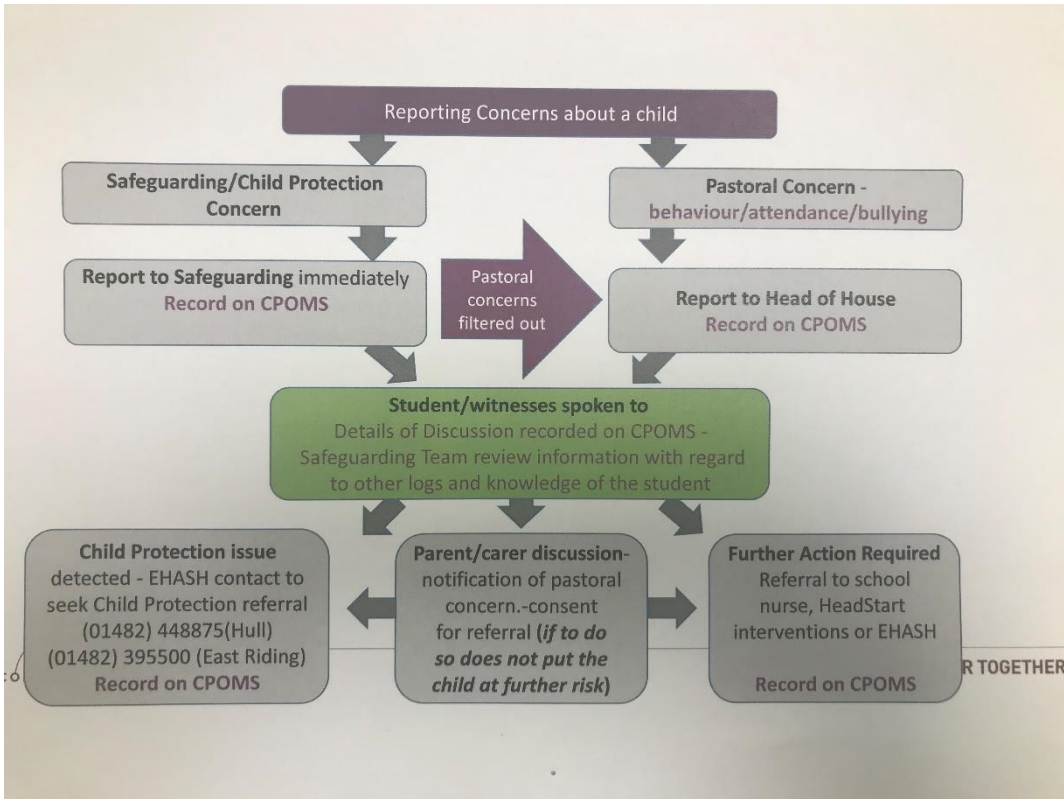 Reporting Concerns about a child
Safeguarding/Child Protection
Concern
Pastoral Concern -
behaviour/attendance/bullying
Report to Safeguarding immediately
Record on CPOMS
Pastoral
concerns
filtered out
Report to Head of House
Record on CPOMS
Student/witnesses spoken to
Details of Discussion recorded on CPOMS -
Safeguarding Team review information with regard
to other logs and knowledge of the student
Child Protection issue
detected - EHASH contact to
seek Child Protection referral
(01482) 448875(Hull)
(01482) 395500 (East Riding)
Record on CPOMS
Parent/carer discussion-
notification of pastoral
concern.-consent
for referral (if to do
so does not put the
child at further risk)
Further Action Required
Referral to school
nurse, HeadStart
interventions or EHASH
Record on CPOMS
R TOGETHER